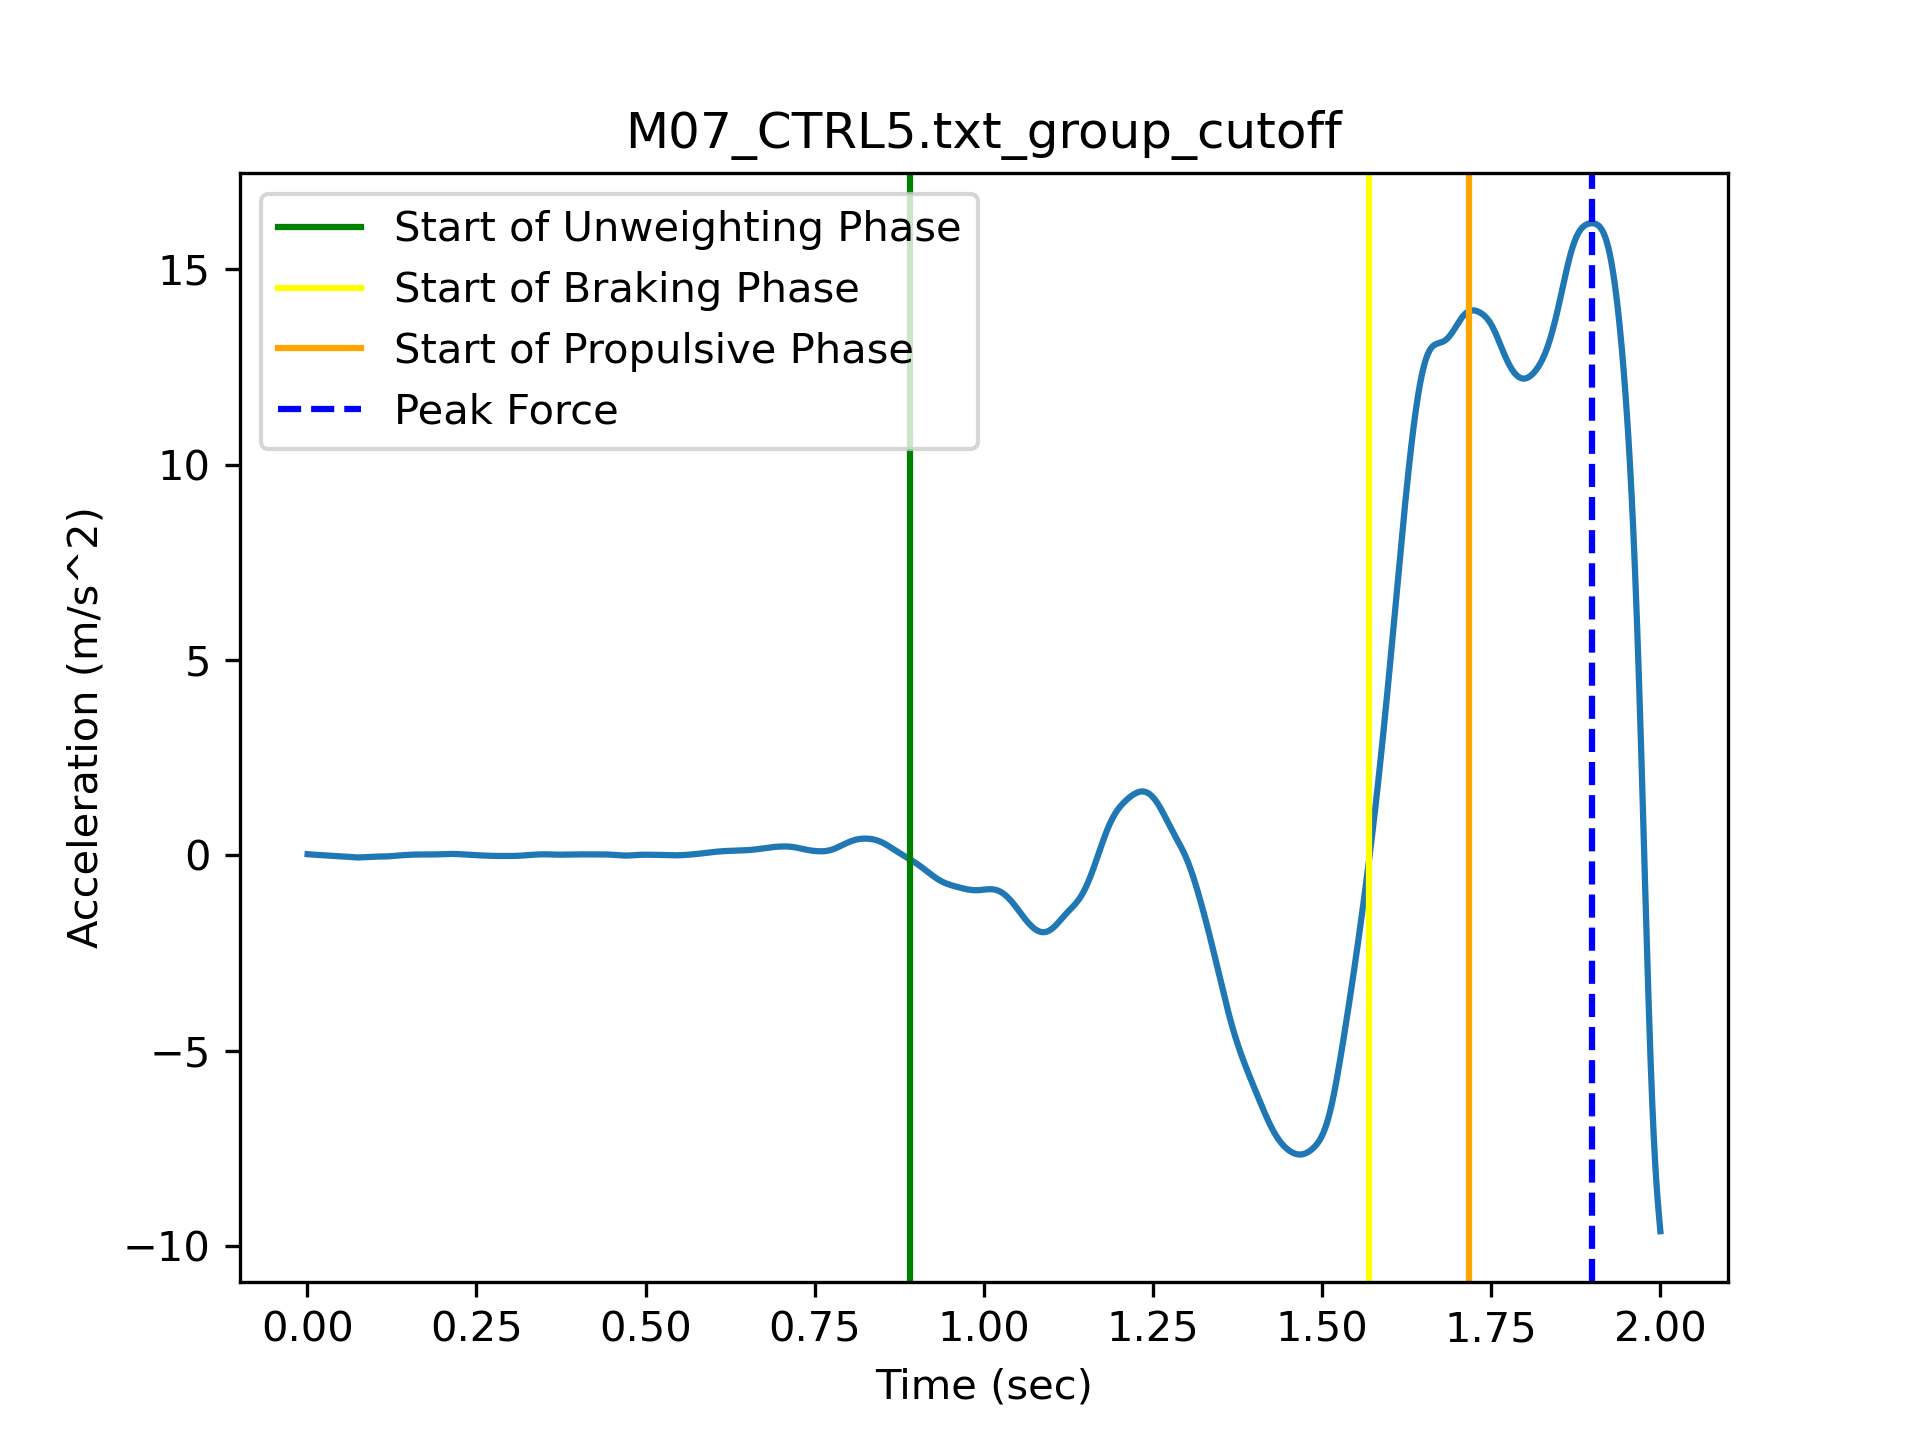 M07_CTRL5.txt_group_cutoff
Start of Unweighting Phase
Start of Braking Phase
Start of Propulsive Phase
Peak Force
15
10
5
0
−5
−10
Acceleration (m/s^2)
0.00 0.25 0.50 0.75 1.00 1.25 1.50 1.75 2.00
Time (sec)